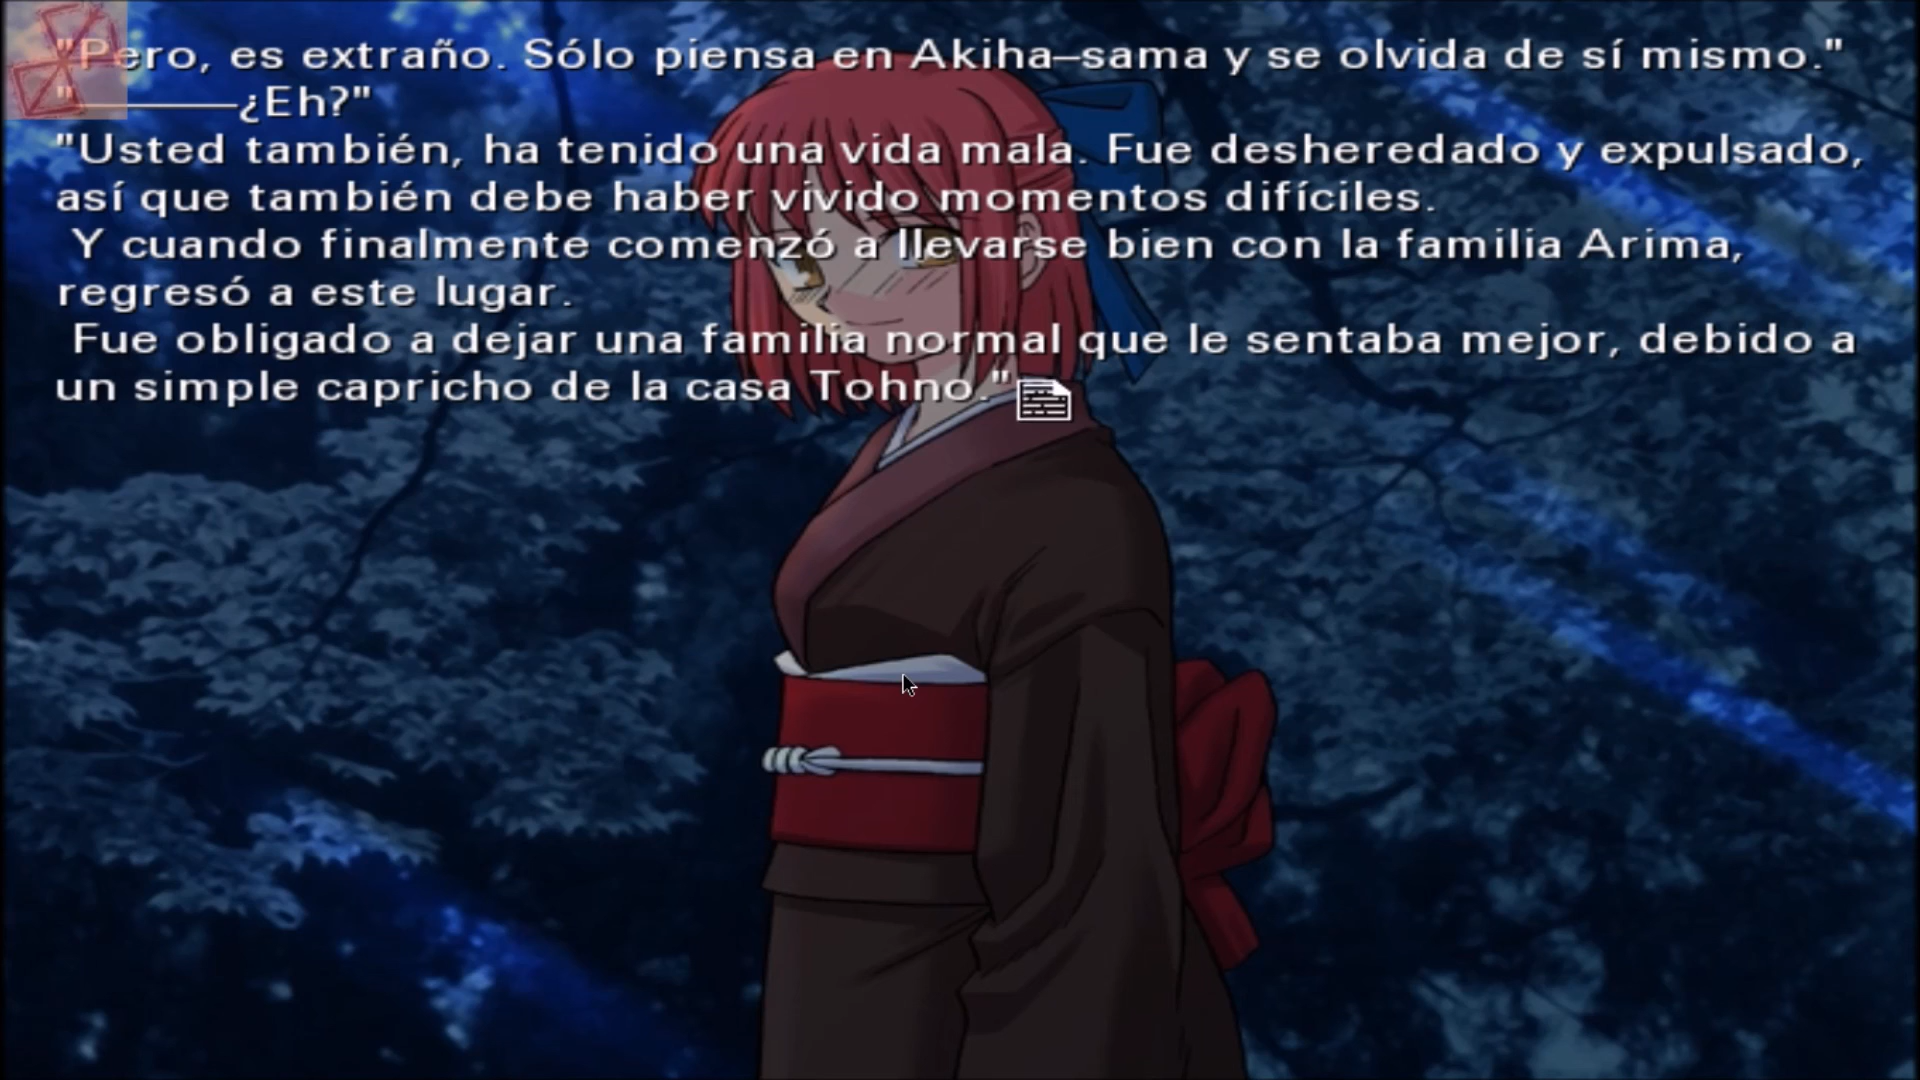 "Pero, es extraño. Sólo piensa en Akiha—sama y se olvida de sí mismo."
"—————¿Eh?"
"Usted también, ha tenido una vida mala. Fue desheredado y expulsado,
así que también debe haber vivido momentos difíciles.
Y cuando finalmente comenzó a llevarse bien con la familia Arima,
regresó a este lugar.
Fue obligado a dejar una familia normal que le sentaba mejor, debido a
un simple capricho de la casa Tohno."